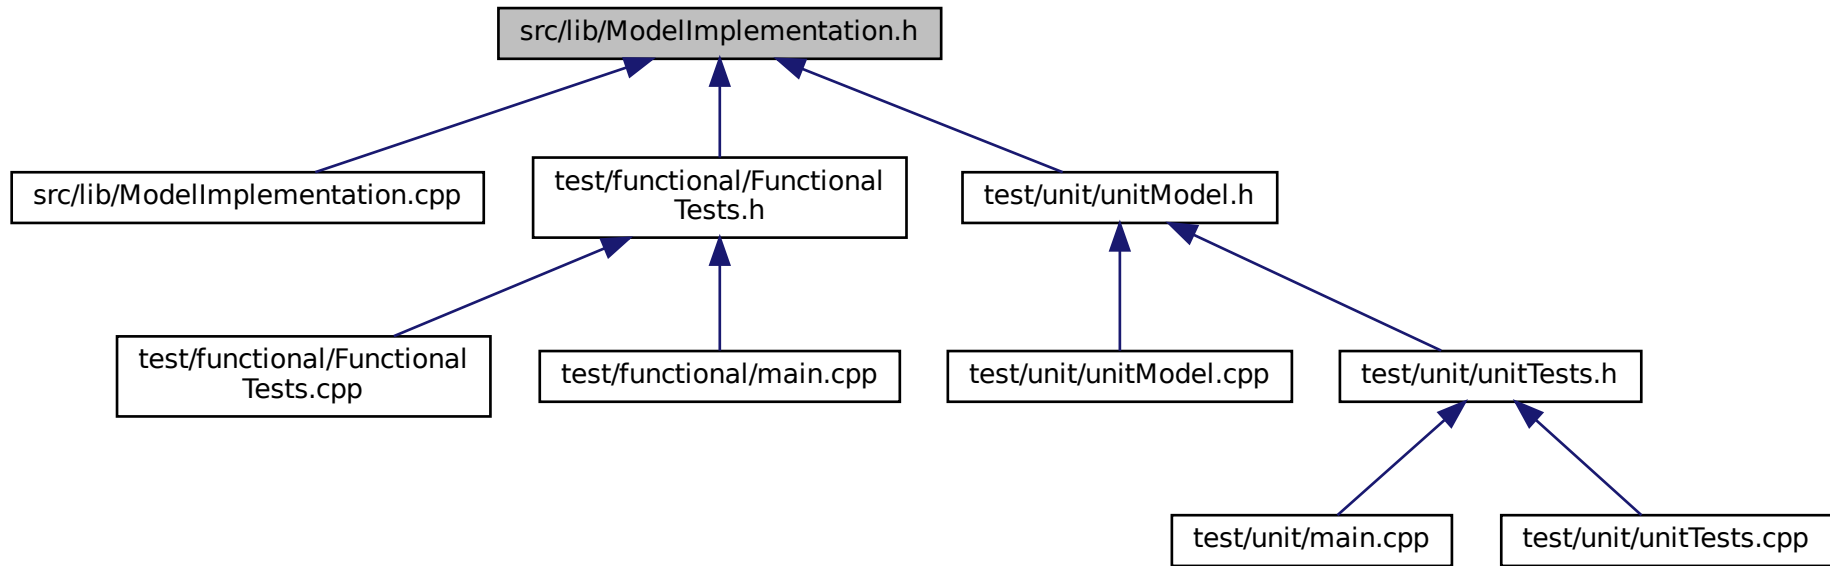 src/lib/ModelImplementation.h
src/lib/ModelImplementation.cpp
test/functional/Functional
Tests.h
test/unit/unitModel.h
test/functional/Functional
Tests.cpp
test/functional/main.cpp
test/unit/unitModel.cpp
test/unit/unitTests.h
test/unit/main.cpp
test/unit/unitTests.cpp